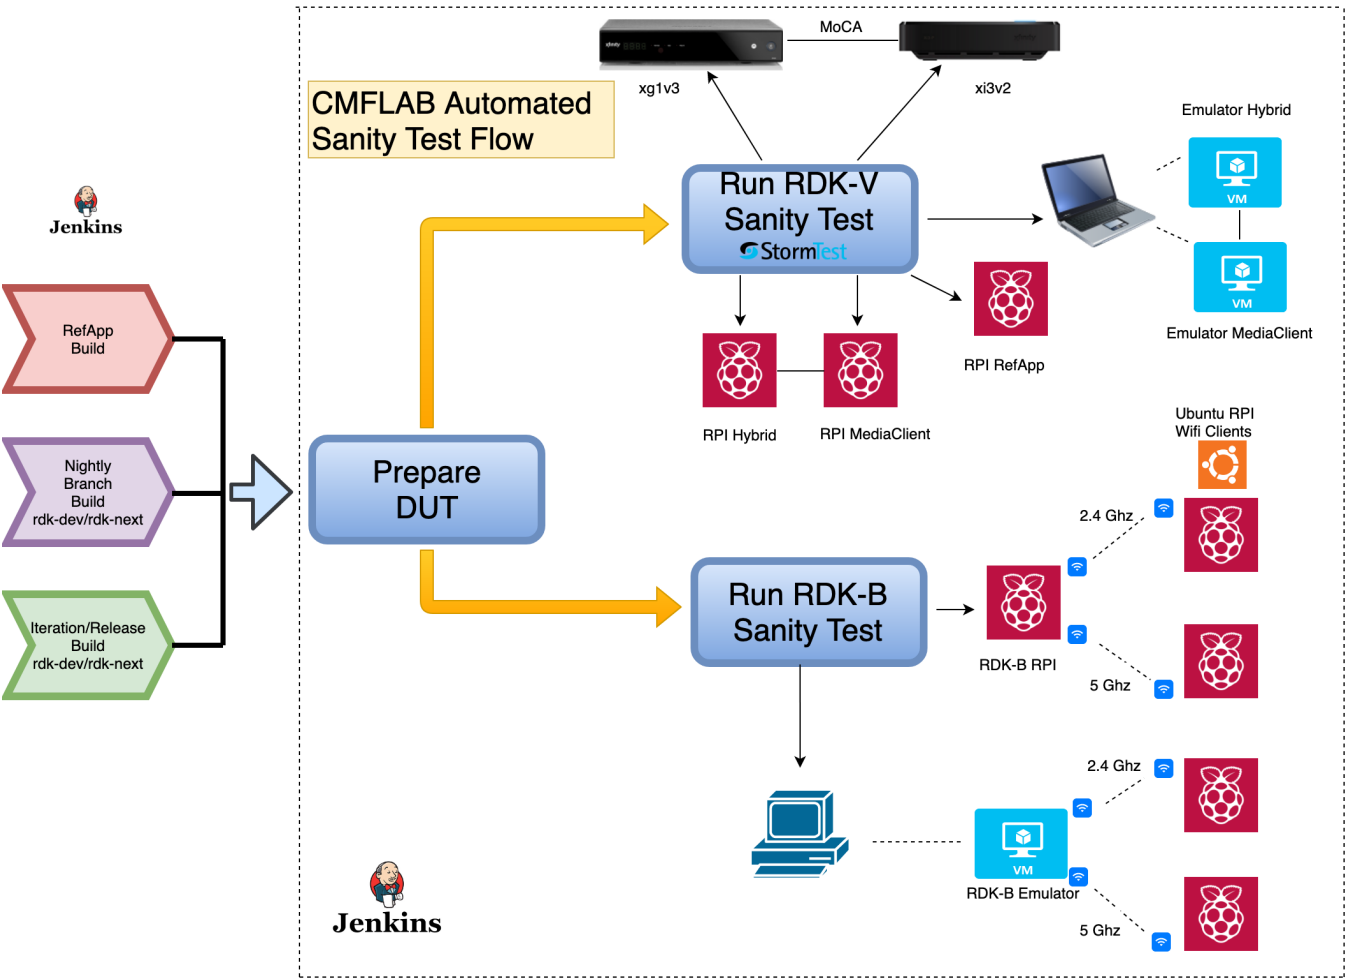 MoCA
xg1v3
xi3v2
CMFLAB Automated
Sanity Test Flow
Emulator Hybrid
Jenkins
Run RDK-V
Sanity Test
StormTest
VM
VM
Emulator MediaClient
RefApp
Build
RPI RefApp
RPI Hybrid
RPI MediaClient
Ubuntu RPI
Wifi Clients
Nightly
Branch
Build
rdk-dev/rdk-next
Prepare
DUT
2.4 Ghz
Run RDK-B
Sanity Test
RDK-B RPI
5 Ghz
Iteration/Release
Build
rdk-dev/rdk-next
2.4 Ghz
VM
RDK-B Emulator
5 Ghz
Jenkins